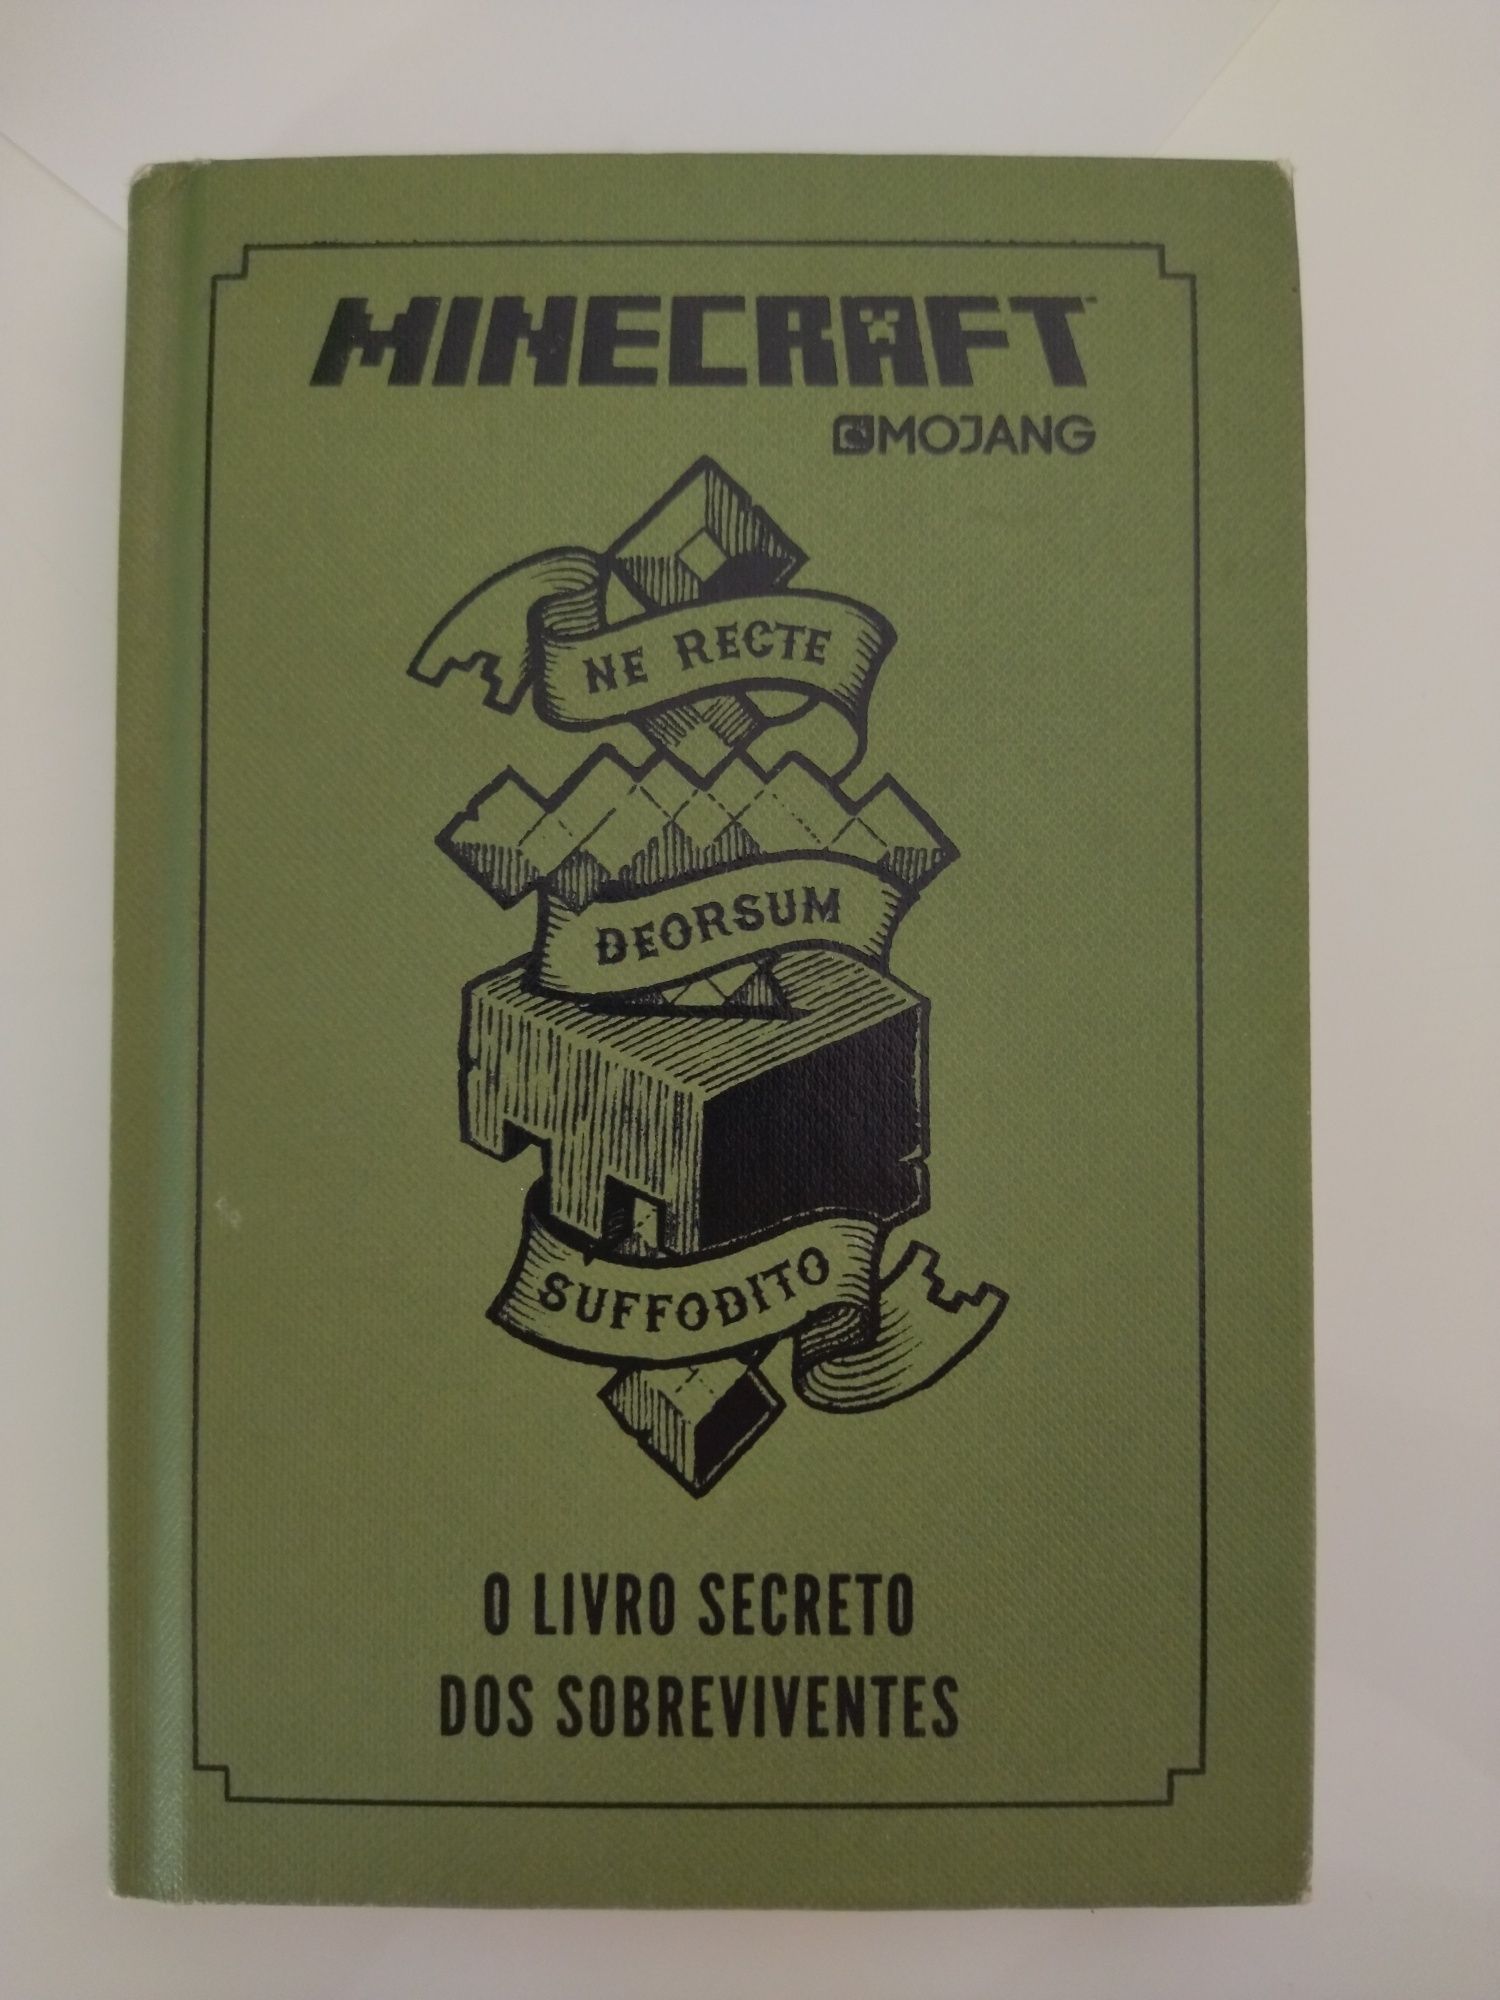 MINECRAFT
MOJANG
NE RECTE
DEORSUM
SUFFODITO
O LIVRO SECRETO
DOS SOBREVIVENTES